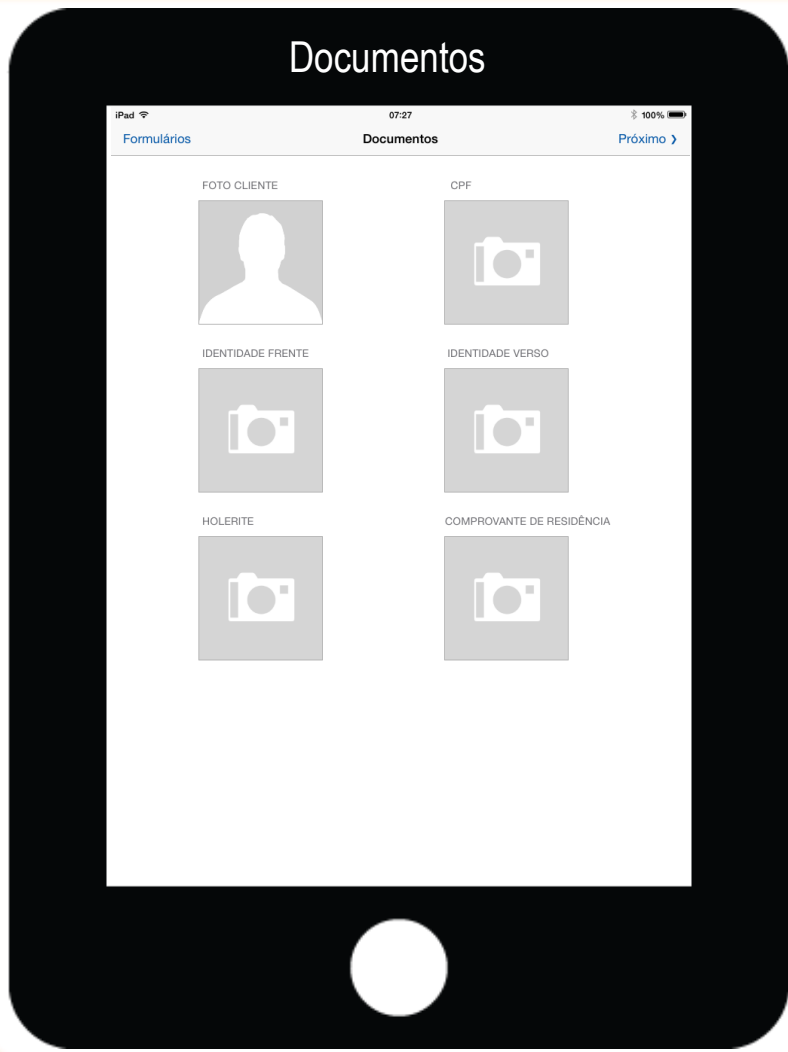 Documentos
iPad 07:27 100%
Formulários Documentos Próximo
FOTO CLIENTE CPF
IDENTIDADE FRENTE IDENTIDADE VERSO
HOLERITE COMPROVANTE DE RESIDÊNCIA